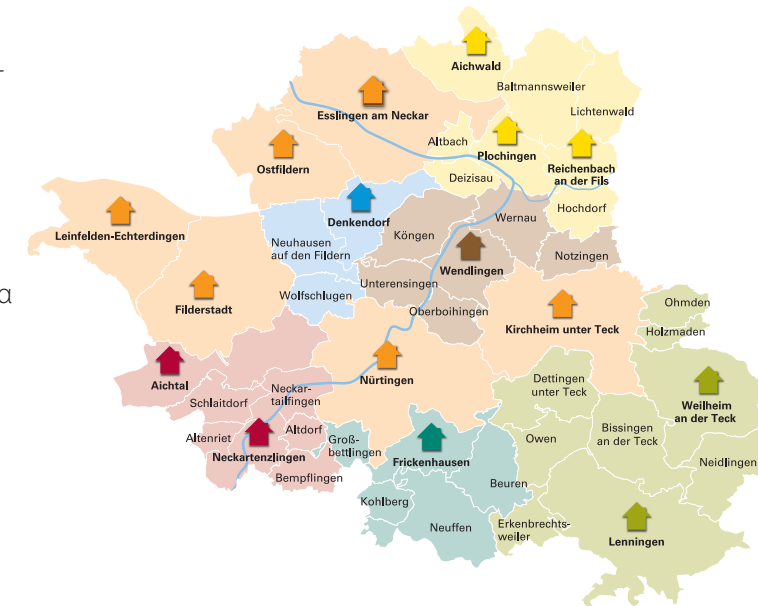 -
Aichwald
Baltmannsweiler
Lichtenwald
Esslingen am Neckar
Altbach
Plochingen
Ostfildern
Reichenbach
an der Fils
Deizisau
Hochdorf
Denkendorf
Wernau
Leinfelden-Echterdingen
Köngen
Neuhausen
auf den Fildern
Notzingen
Wendlingen
Unterensingen
Wolfschlugen
a
Filderstadt
Oberboihingen
Ohmden
Kirchheim unter Teck
Holzmaden
Nürtingen
Aichtal
Dettingen
unter Teck
Neckar-
tailfingen
Schlaitdorf
Weilheim
an der Teck
Altdorf
Bissingen
an der Teck
Altenriet
Groß-
bettlingen
Owen
Neckartenzlingen
Frickenhausen
Neidlingen
Bempflingen
Beuren
Kohlberg
Neuffen
Erkenbrechts-
weiler
Lenningen